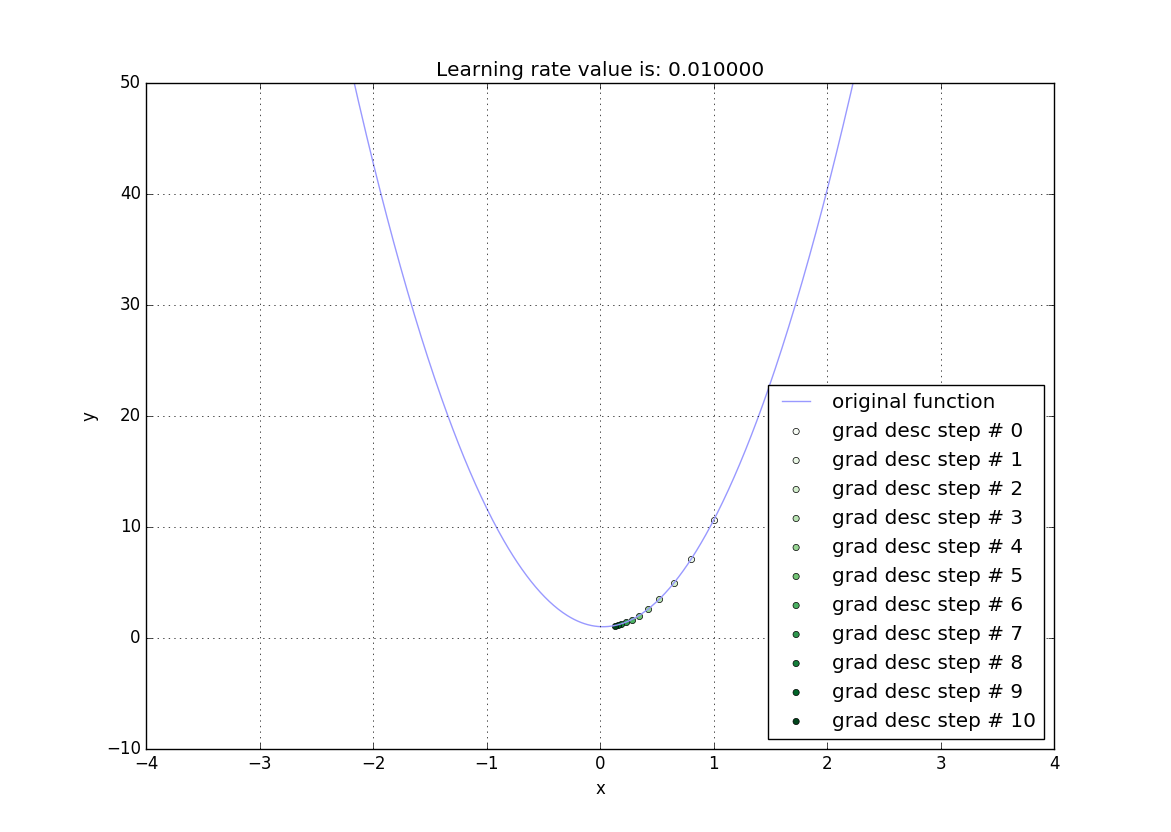 Learning rate value is: 0.010000
50
40
30
20
10
0
−10
y
−4 −3 −2 −1 0 1 2 3 4
x
original function
grad desc step # 0
grad desc step # 1
grad desc step # 2
grad desc step # 3
grad desc step # 4
grad desc step # 5
grad desc step # 6
grad desc step # 7
grad desc step # 8
grad desc step # 9
grad desc step # 10